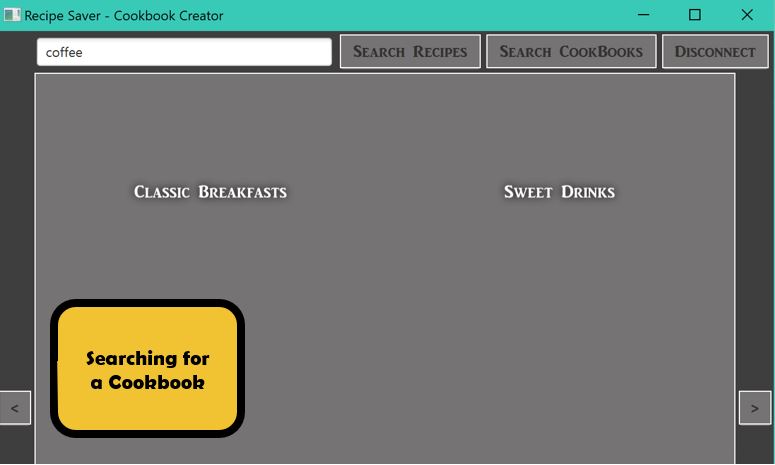 Recipe Saver - Cookbook Creator
coffee
Search Recipes
Search CookBooks
Disconnect
Classic Breakfasts
Sweet Drinks
Searching for
a Cookbook
<
>